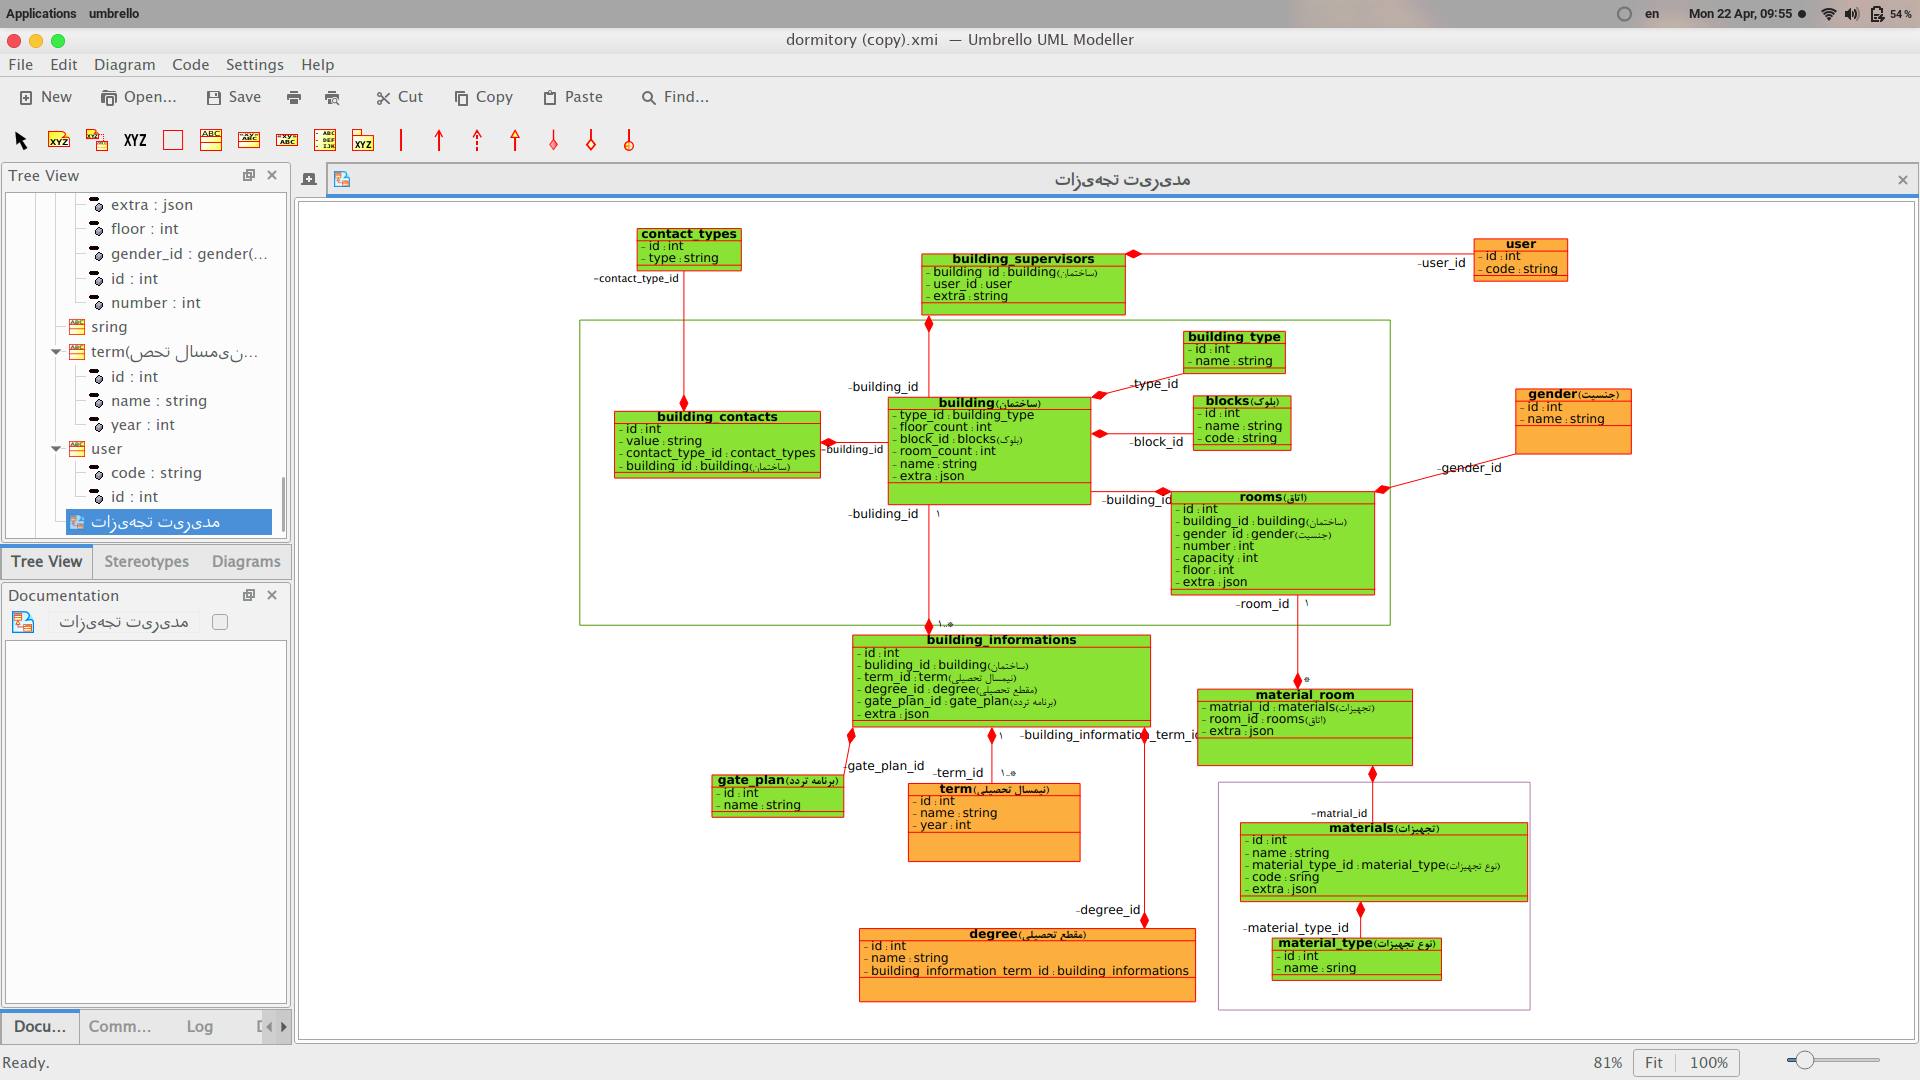 Applications umbrello
en Mon 22 Apr, 09:55 54 %
dormitory (copy).xmi — Umbrello UML Modeller
File Edit Diagram Code Settings Help
New Open... Save Cut Copy Paste Find...
XYZ
Tree View
extra : json
floor : int
gender_id : gender(...
id : int
number : int
sring
term(نیمسال تحص...
id : int
name : string
year : int
user
code : string
id : int
مدیریت تجهیزات
Tree View Stereotypes Diagrams
Documentation
مدیریت تجهیزات
Docu... Comm... Log
Ready.
81% Fit 100%
مدیریت تجهیزات
contact_types
- id : int
- type : string
-contact_type_id
building_supervisors
- building_id : building(ساختمان)
- user_id : user
- extra : string
-user_id
user
- id : int
- code : string
building_type
- id : int
- name : string
-type_id
-building_id
building(ساختمان)
- type_id : building_type
- floor_count : int
- block_id : blocks(بلوک)
- room_count : int
- name : string
- extra : json
blocks(بلوک)
- id : int
- name : string
- code : string
-block_id
gender(جنسیت)
- id : int
- name : string
-gender_id
building_contacts
- id : int
- value : string
- contact_type_id : contact_types
- building_id : building(ساختمان)
-building_id
-building_id
rooms(اتاق)
- id : int
- building_id : building(ساختمان)
- gender_id : gender(جنسیت)
- number : int
- capacity : int
- floor : int
- extra : json
-buliding_id ۱
-room_id ۱
۱..*
building_informations
- id : int
- buliding_id : building(ساختمان)
- term_id : term(نیمسال تحصیلی)
- degree_id : degree(مقطع تحصیلی)
- gate_plan_id : gate_plan(برنامه تردد)
- extra : json
*
material_room
- matrial_id : materials(تجهیزات)
- room_id : rooms(اتاق)
- extra : json
۱ -building_information_term_id
-gate_plan_id
-term_id ۱..*
gate_plan(برنامه تردد)
- id : int
- name : string
term(نیمسال تحصیلی)
- id : int
- name : string
- year : int
-matrial_id
materials(تجهیزات)
- id : int
- name : string
- material_type_id : material_type(نوع تجهیزات)
- code : sring
- extra : json
-degree_id
degree(مقطع تحصیلی)
- id : int
- name : string
- building_information_term_id : building_informations
-material_type_id
material_type(نوع تجهیزات)
- id : int
- name : sring